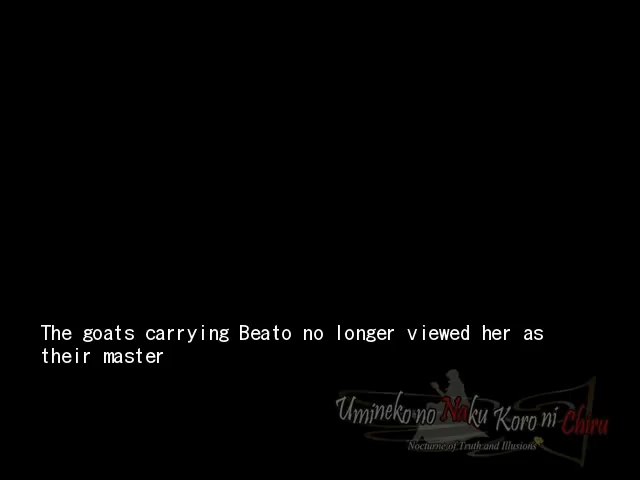 The goats carrying Beato no longer viewed her as
their master
Umineko no Naku Koro ni Chiru
Nocturne of Truth and Illusions